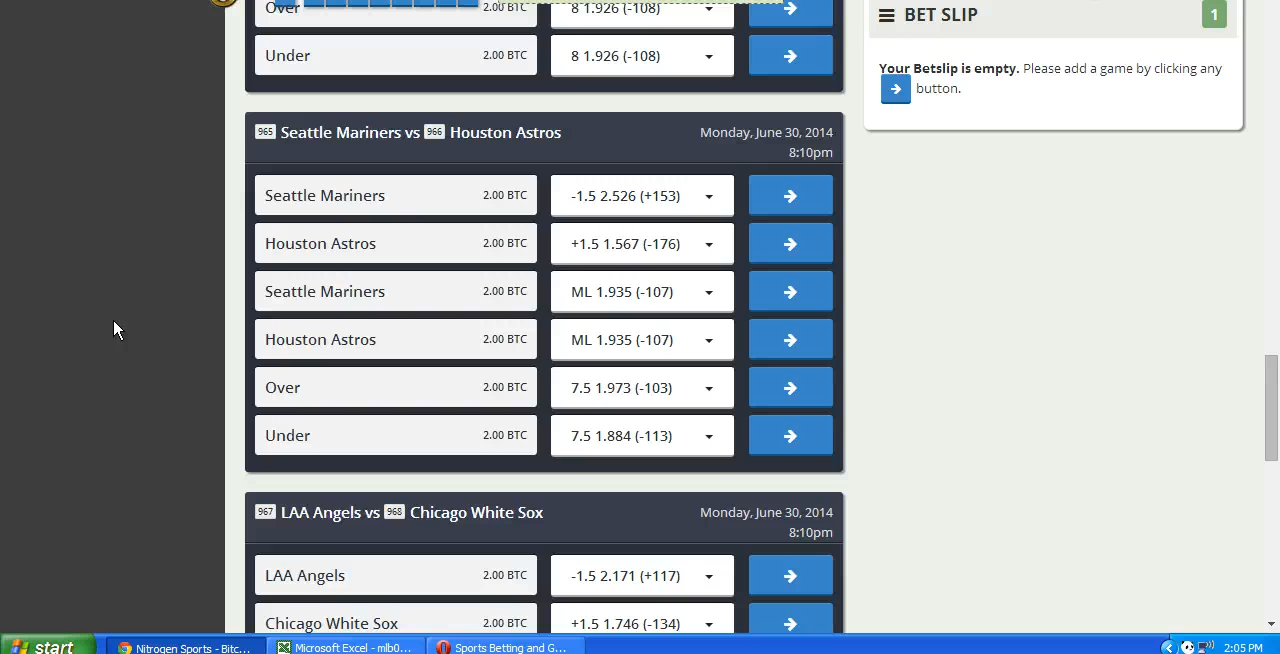 Over 2.00 BTC 8 1.926 (-108)
Under 2.00 BTC 8 1.926 (-108)
BET SLIP 1
Your Betslip is empty. Please add a game by clicking any
button.
965 Seattle Mariners vs 966 Houston Astros Monday, June 30, 2014
8:10pm
Seattle Mariners 2.00 BTC -1.5 2.526 (+153)
Houston Astros 2.00 BTC +1.5 1.567 (-176)
Seattle Mariners 2.00 BTC ML 1.935 (-107)
Houston Astros 2.00 BTC ML 1.935 (-107)
Over 2.00 BTC 7.5 1.973 (-103)
Under 2.00 BTC 7.5 1.884 (-113)
967 LAA Angels vs 968 Chicago White Sox Monday, June 30, 2014
8:10pm
LAA Angels 2.00 BTC -1.5 2.171 (+117)
Chicago White Sox 2.00 BTC +1.5 1.746 (-134)
start Nitrogen Sports - Bitc... Microsoft Excel - mlb0... Sports Betting and G... 2:05 PM